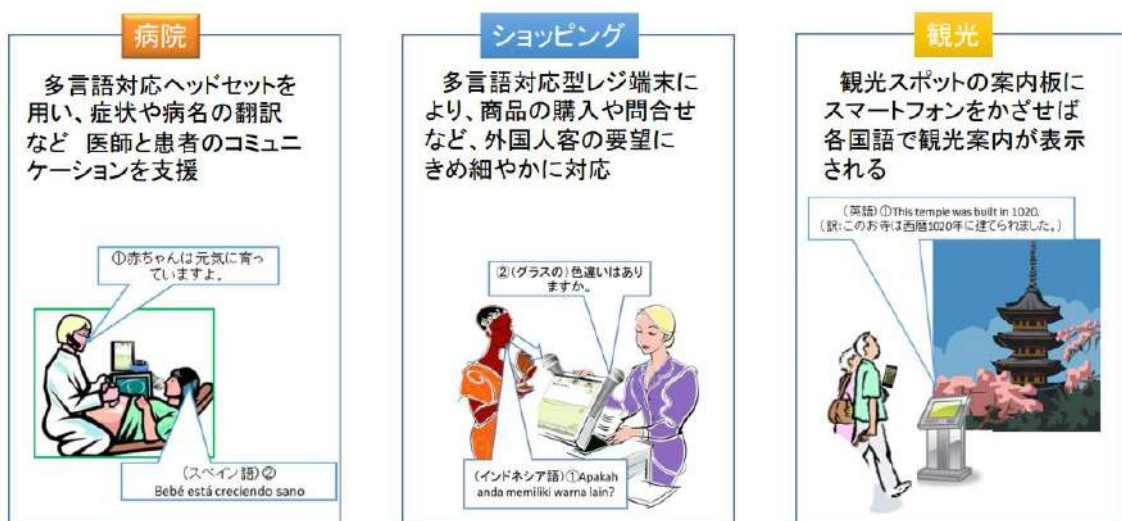 病院
多言語対応ヘッドセットを
用い、症状や病名の翻訳
など 医師と患者のコミュニ
ケーションを支援
①赤ちゃんは元気に育っ
ていますよ。
(スペイン語)②
Bebé está creciendo sano
ショッピング
多言語対応型レジ端末に
より、商品の購入や問合せ
など、外国人客の要望に
きめ細やかに対応
②(グラスの)色違いはあり
ますか。
(インドネシア語)①Apakah
anda memiliki warna lain?
観光
観光スポットの案内板に
スマートフォンをかざせば
各国語で観光案内が表示
される
(英語)①This temple was built in 1020.
(訳:このお寺は西暦1020年に建てられました。)